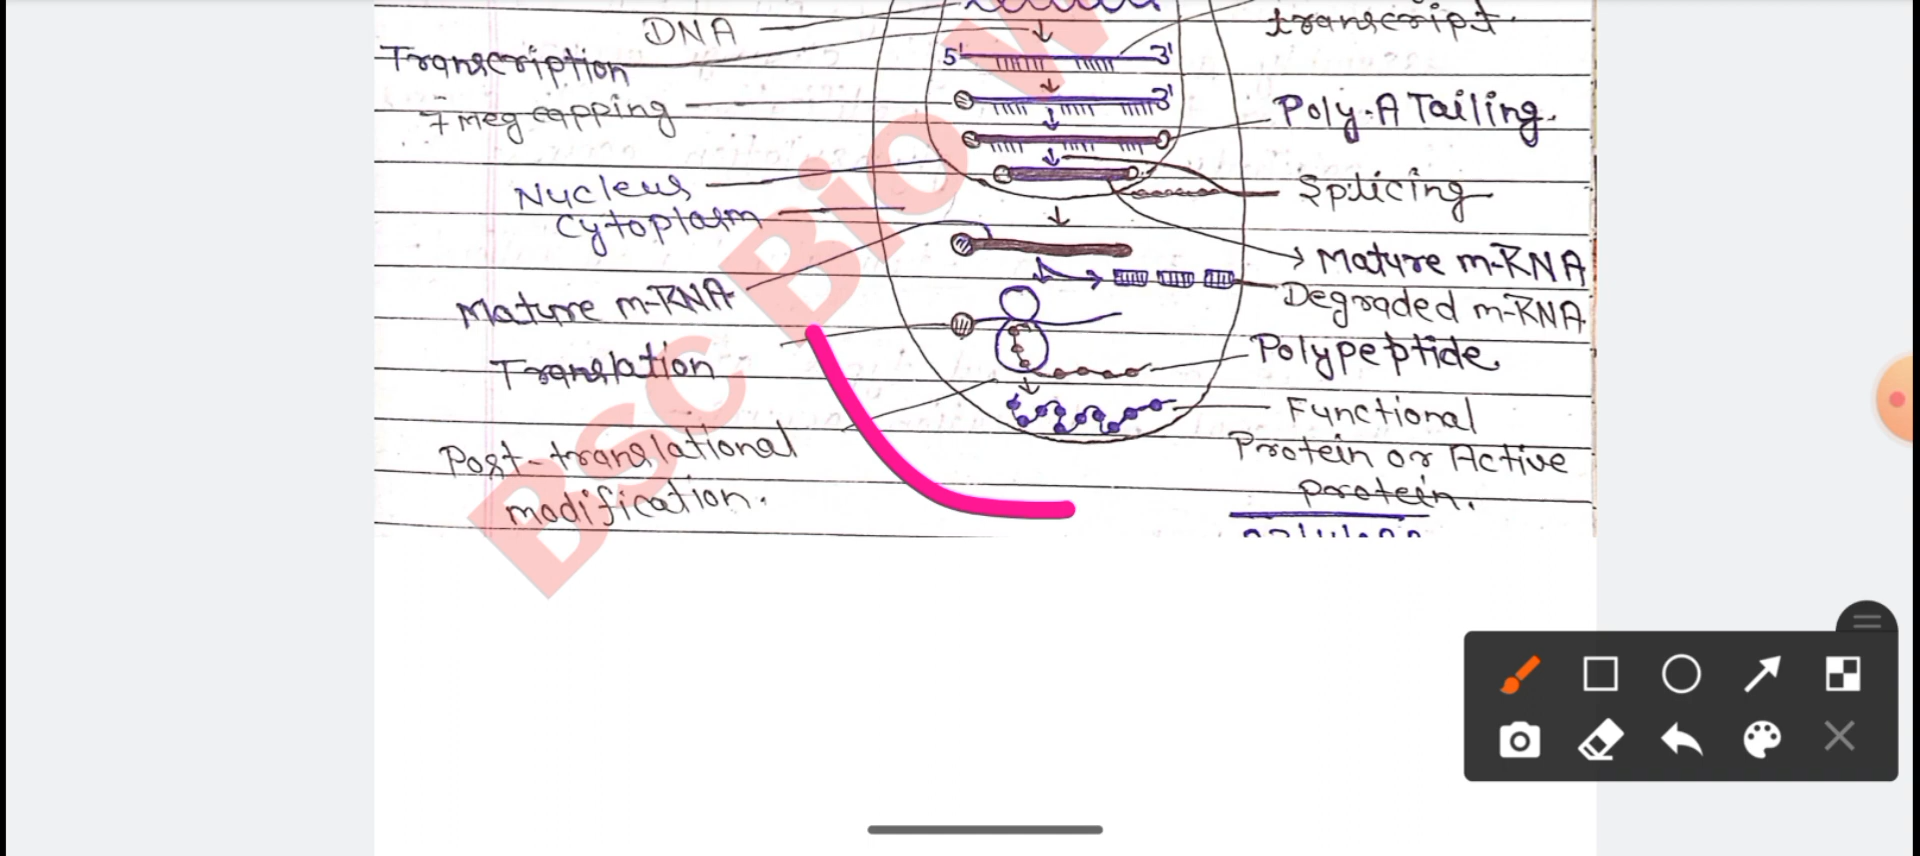 DNA
Transcription
7 Meg capping
Nucleus
Cytoplasm
Mature m-RNA
Translation
Post-translational
modification.
5' 3'
3'
transcript.
Poly-A Tailing.
Splicing
Mature m-RNA
Degraded m-RNA
Polypeptide
Functional
Protein or Active
protein.
BSC BiO W